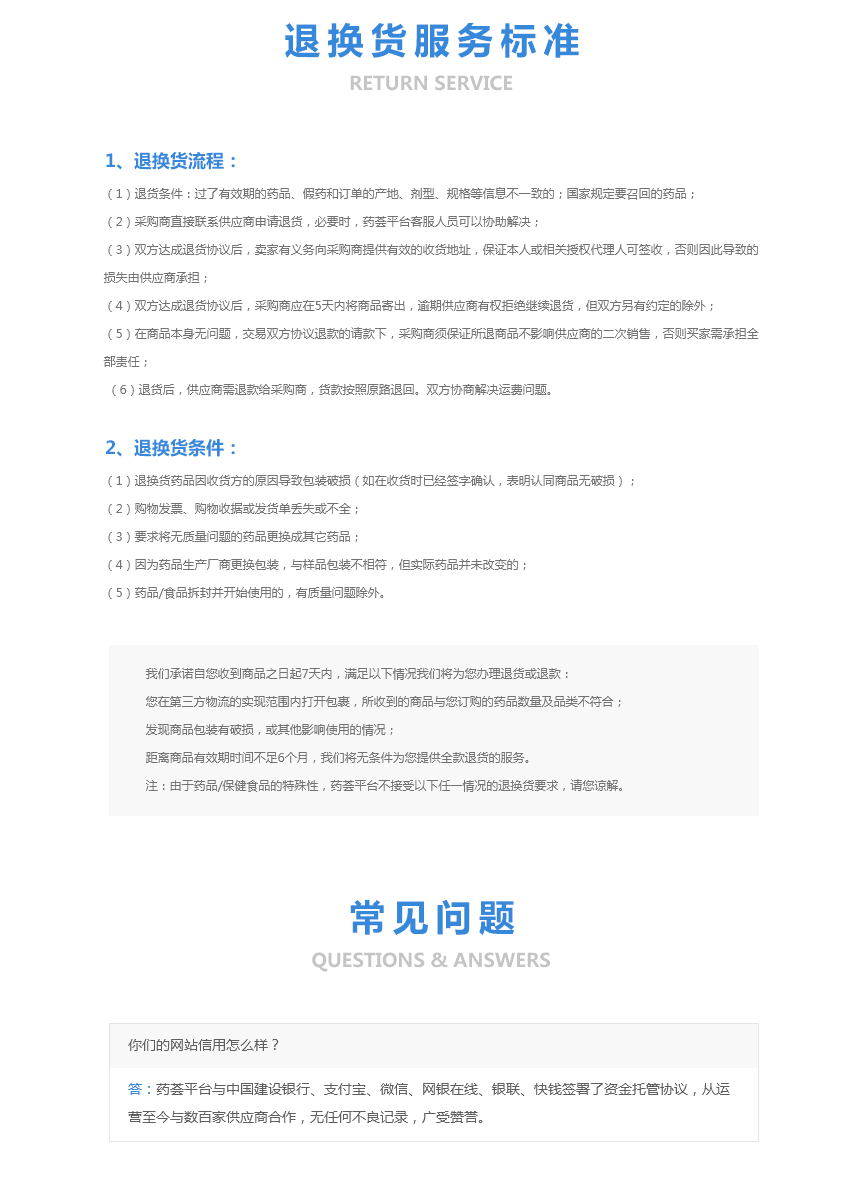 退换货服务标准
RETURN SERVICE
1、退换货流程：
（1）退货条件：过了有效期的药品、假药和订单的产地、剂型、规格等信息不一致的；国家规定要召回的药品；
（2）采购商直接联系供应商申请退货，必要时，药荟平台客服人员可以协助解决；
（3）双方达成退货协议后，卖家有义务向采购商提供有效的收货地址，保证本人或相关授权代理人可签收，否则因此导致的
损失由供应商承担；
（4）双方达成退货协议后，采购商应在5天内将商品寄出，逾期供应商有权拒绝继续退货，但双方另有约定的除外；
（5）在商品本身无问题，交易双方协议退款的请款下，采购商须保证所退商品不影响供应商的二次销售，否则买家需承担全
部责任；
（6）退货后，供应商需退款给采购商，货款按照原路退回。双方协商解决运费问题。
2、退换货条件：
（1）退换货药品因收货方的原因导致包装破损（如在收货时已经签字确认，表明认同商品无破损）；
（2）购物发票、购物收据或发货单丢失或不全；
（3）要求将无质量问题的药品更换成其它药品；
（4）因为药品生产厂商更换包装，与样品包装不相符，但实际药品并未改变的；
（5）药品/食品拆封并开始使用的，有质量问题除外。
我们承诺自您收到商品之日起7天内，满足以下情况我们将为您办理退货或退款：
您在第三方物流的实现范围内打开包裹，所收到的商品与您订购的药品数量及品类不符合；
发现商品包装有破损，或其他影响使用的情况；
距离商品有效期时间不足6个月，我们将无条件为您提供全款退货的服务。
注：由于药品/保健食品的特殊性，药荟平台不接受以下任一情况的退换货要求，请您谅解。
常见问题
QUESTIONS & ANSWERS
你们的网站信用怎么样？
答：药荟平台与中国建设银行、支付宝、微信、网银在线、银联、快钱签署了资金托管协议，从运
营至今与数百家供应商合作，无任何不良记录，广受赞誉。